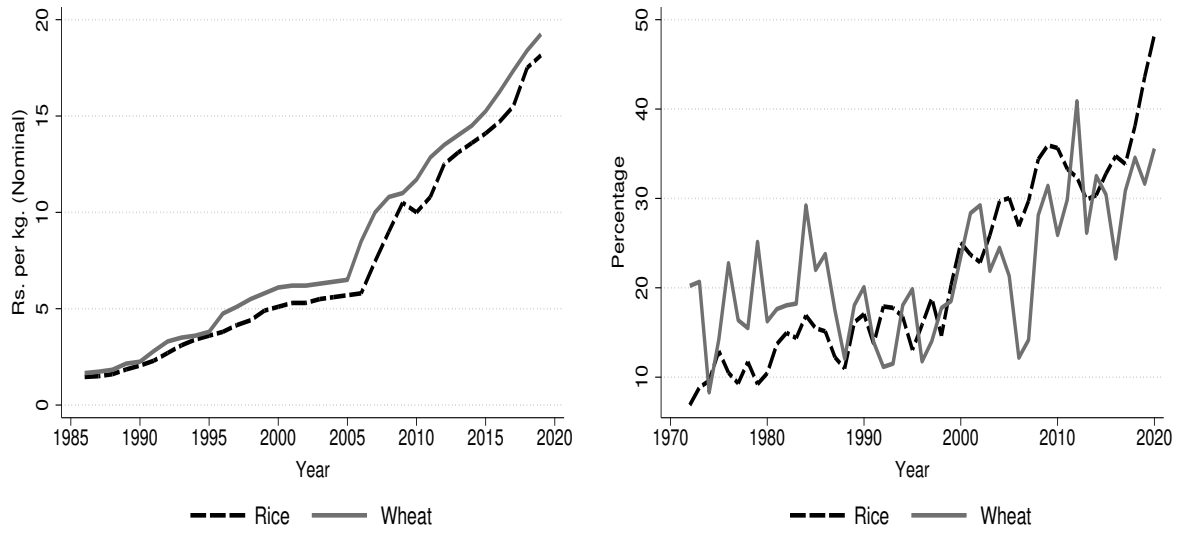 Rs. per kg. (Nominal)
20
15
10
5
0
1985 1990 1995 2000 2005 2010 2015 2020
Year
Rice Wheat
Percentage
50
40
30
20
10
1970 1980 1990 2000 2010 2020
Year
Rice Wheat